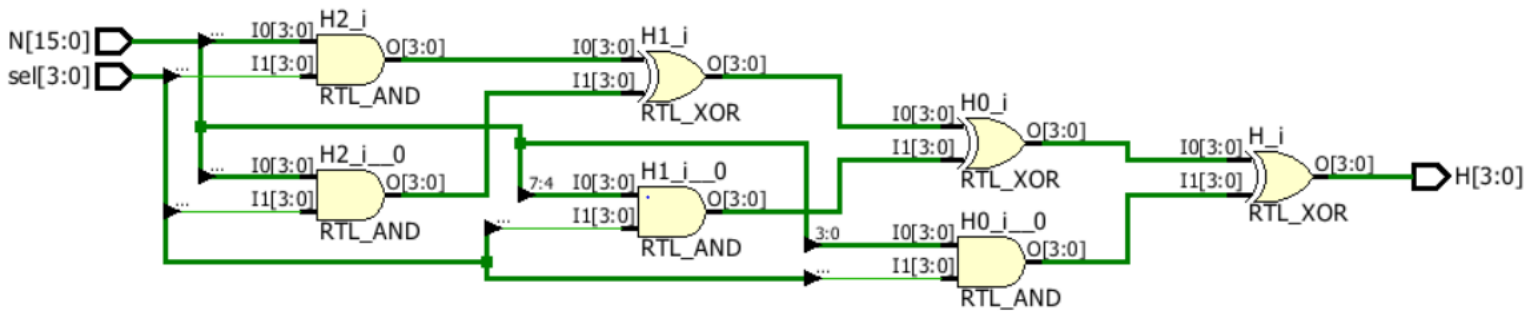 N[15:0]
sel[3:0]
...
...
I0[3:0]
I1[3:0]
H2_i
O[3:0]
RTL_AND
...
...
I0[3:0]
I1[3:0]
H2_i__0
O[3:0]
RTL_AND
I0[3:0]
I1[3:0]
H1_i
O[3:0]
RTL_XOR
7:4
...
I0[3:0]
I1[3:0]
H1_i__0
O[3:0]
RTL_AND
I0[3:0]
I1[3:0]
H0_i
O[3:0]
RTL_XOR
3:0
...
I0[3:0]
I1[3:0]
H0_i__0
O[3:0]
RTL_AND
I0[3:0]
I1[3:0]
H_i
O[3:0]
RTL_XOR
H[3:0]